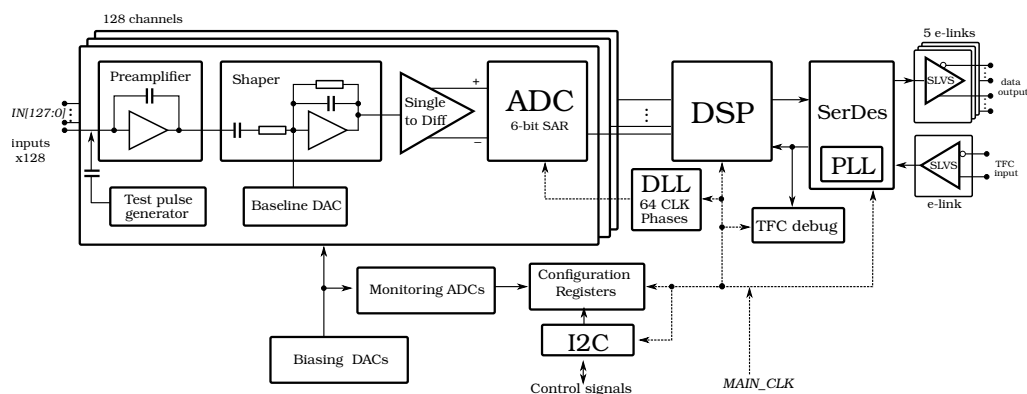 128 channels
5 e-links
Preamplifier
Shaper
Single
to Diff
+
−
ADC
6-bit SAR
DSP
SerDes
PLL
SLVS
data
output
IN[127:0]
inputs
x128
SLVS
TFC
input
e-link
Test pulse
generator
Baseline DAC
DLL
64 CLK
Phases
TFC debug
Monitoring ADCs
Configuration
Registers
I2C
Biasing DACs
Control signals
MAIN_CLK